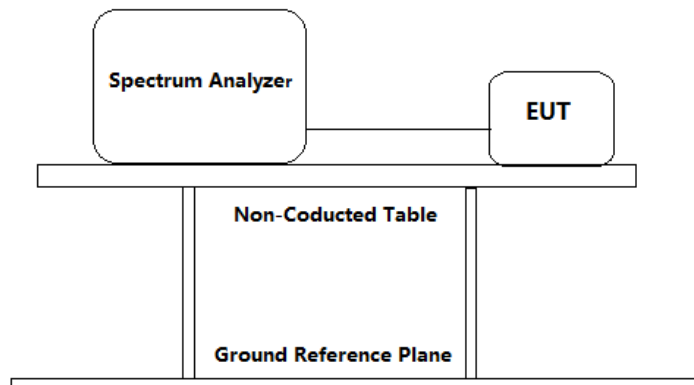 Spectrum Analyzer
EUT
Non-Coducted Table
Ground Reference Plane